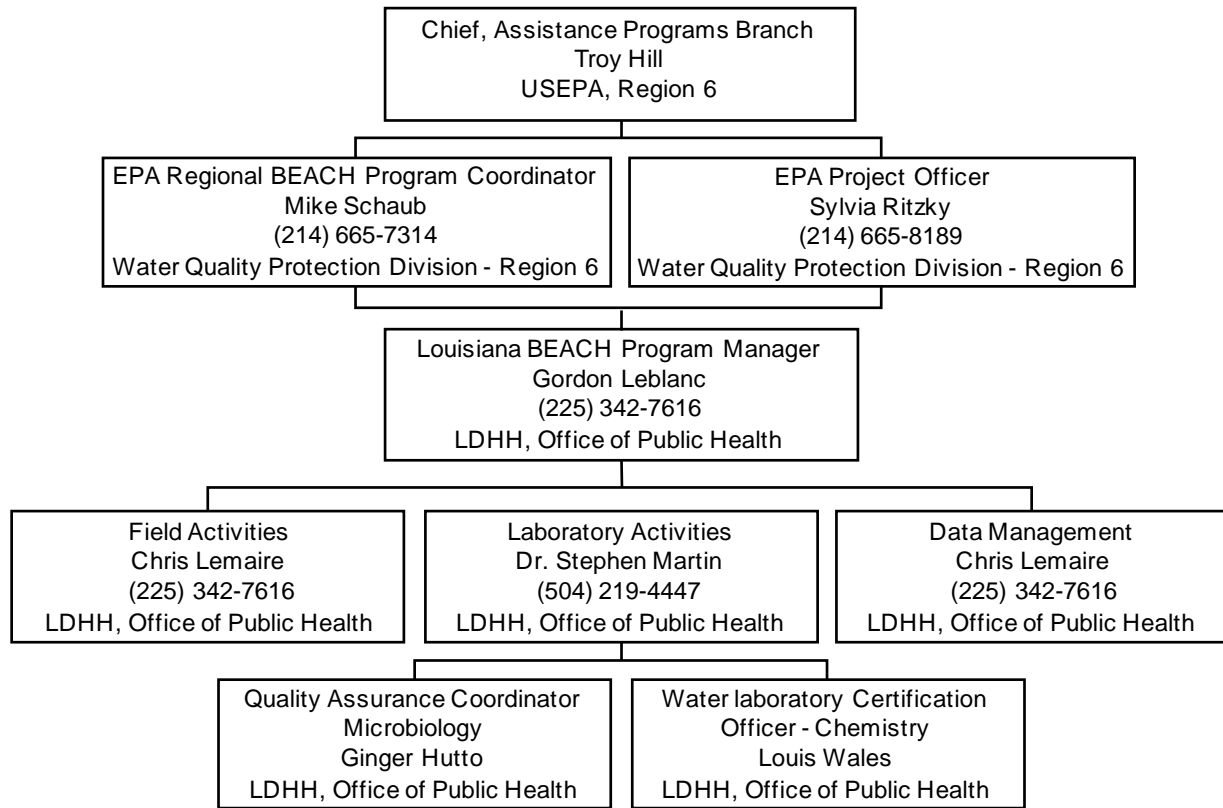 Chief, Assistance Programs Branch
Troy Hill
USEPA, Region 6
EPA Regional BEACH Program Coordinator
Mike Schaub
(214) 665-7314
Water Quality Protection Division - Region 6
EPA Project Officer
Sylvia Ritzky
(214) 665-8189
Water Quality Protection Division - Region 6
Louisiana BEACH Program Manager
Gordon Leblanc
(225) 342-7616
LDHH, Office of Public Health
Field Activities
Chris Lemaire
(225) 342-7616
LDHH, Office of Public Health
Laboratory Activities
Dr. Stephen Martin
(504) 219-4447
LDHH, Office of Public Health
Data Management
Chris Lemaire
(225) 342-7616
LDHH, Office of Public Health
Quality Assurance Coordinator
Microbiology
Ginger Hutto
LDHH, Office of Public Health
Water laboratory Certification
Officer - Chemistry
Louis Wales
LDHH, Office of Public Health